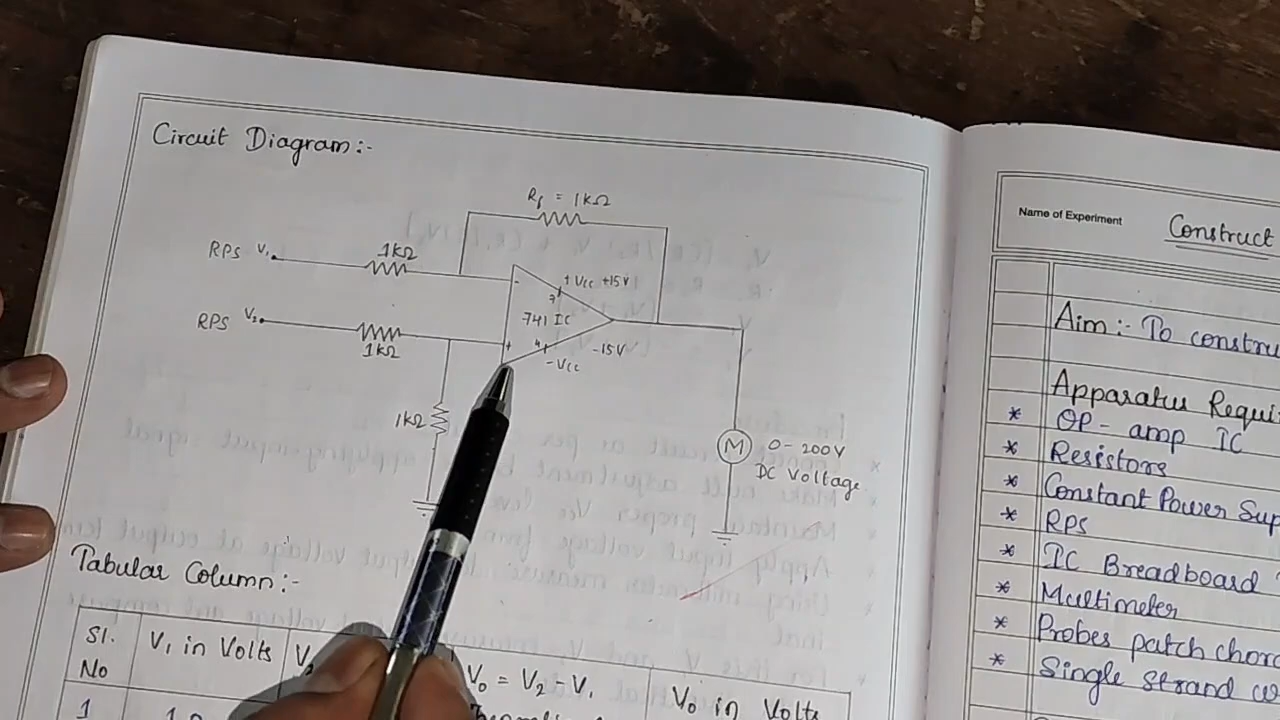 Circuit Diagram:-
Rf = 1kΩ
RPS V1
1kΩ
+Vcc +15V
7
-
741 IC
RPS V2
1kΩ
+
4
-15V
-Vcc
1kΩ
M
0-200V
DC Voltage
Tabular Column:-
Sl. No
V1 in Volts
V0 = V2 - V1
V0 in Volts
1
Name of Experiment
Construct
Aim:- To constru
Apparatus Requi
* OP-amp IC
* Resistors
* Constant Power Sup
* RPS
* IC Breadboard
* Multimeter
* Probes patch chord
* Single strand